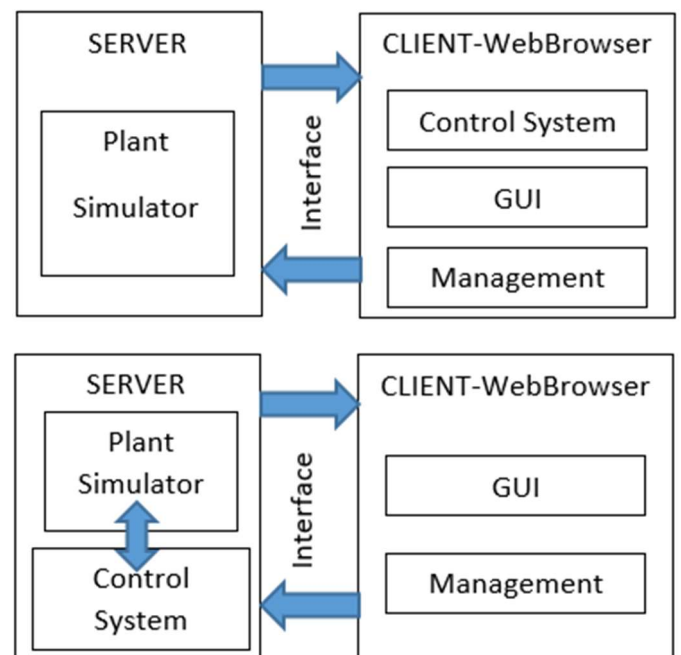 SERVER
Plant
Simulator
Interface
CLIENT-WebBrowser
Control System
GUI
Management
SERVER
Plant
Simulator
Control
System
Interface
CLIENT-WebBrowser
GUI
Management